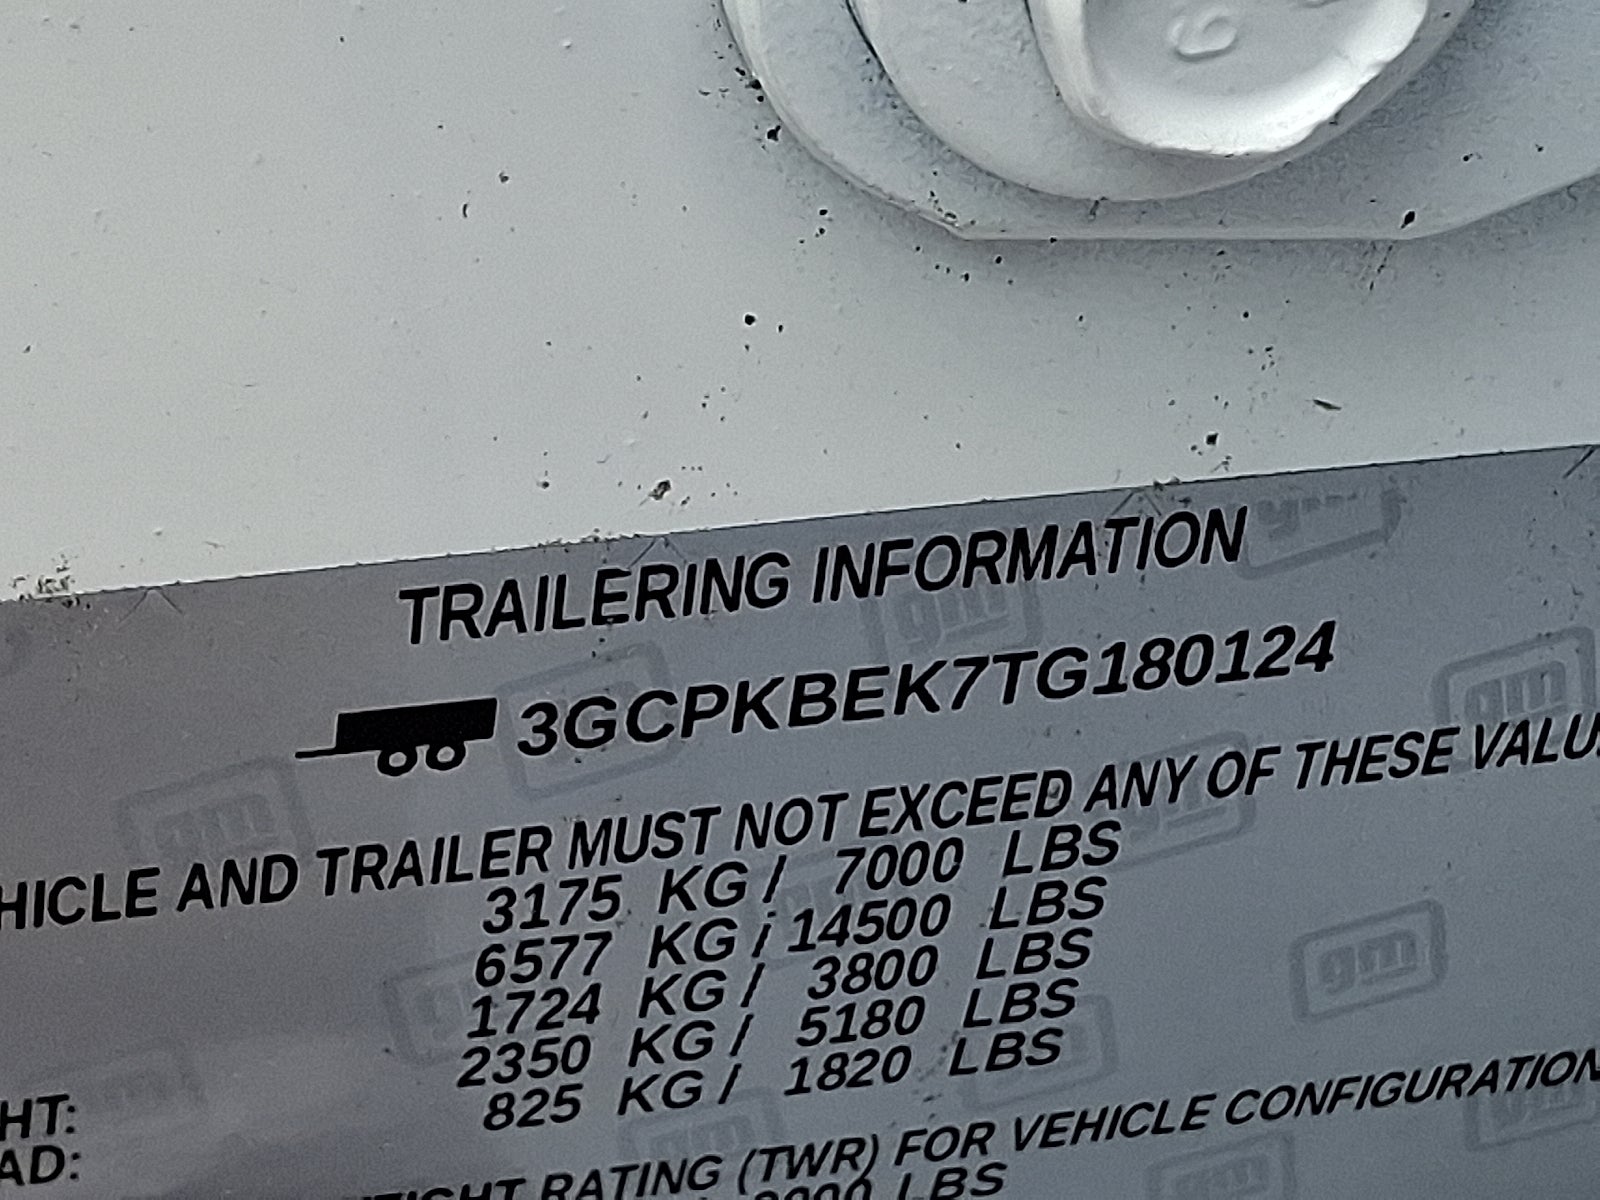 TRAILERING INFORMATION
3GCPKBEK7TG180124
HICLE AND TRAILER MUST NOT EXCEED ANY OF THESE VALU
3175 KG / 7000 LBS
6577 KG / 14500 LBS
1724 KG / 3800 LBS
2350 KG / 5180 LBS
HT: 825 KG / 1820 LBS
AD:
RATING (TWR) FOR VEHICLE CONFIGURATION
LBS
gm